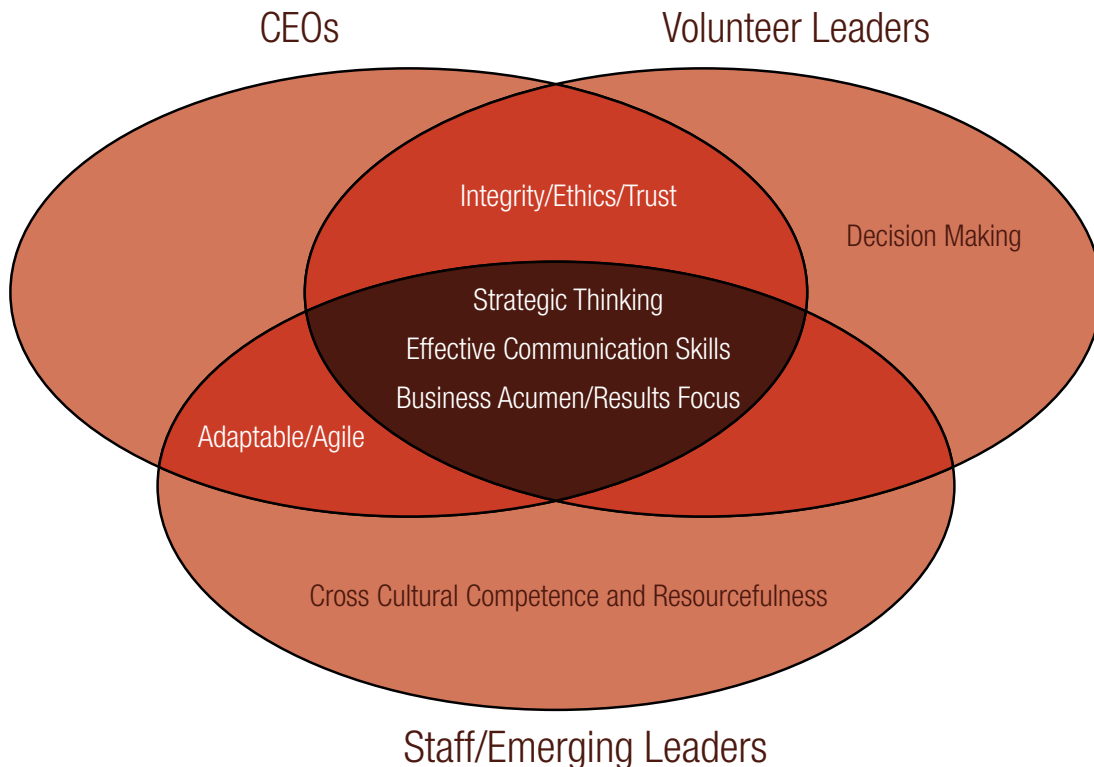 CEOs
Volunteer Leaders
Integrity/Ethics/Trust
Decision Making
Strategic Thinking
Effective Communication Skills
Business Acumen/Results Focus
Adaptable/Agile
Cross Cultural Competence and Resourcefulness
Staff/Emerging Leaders